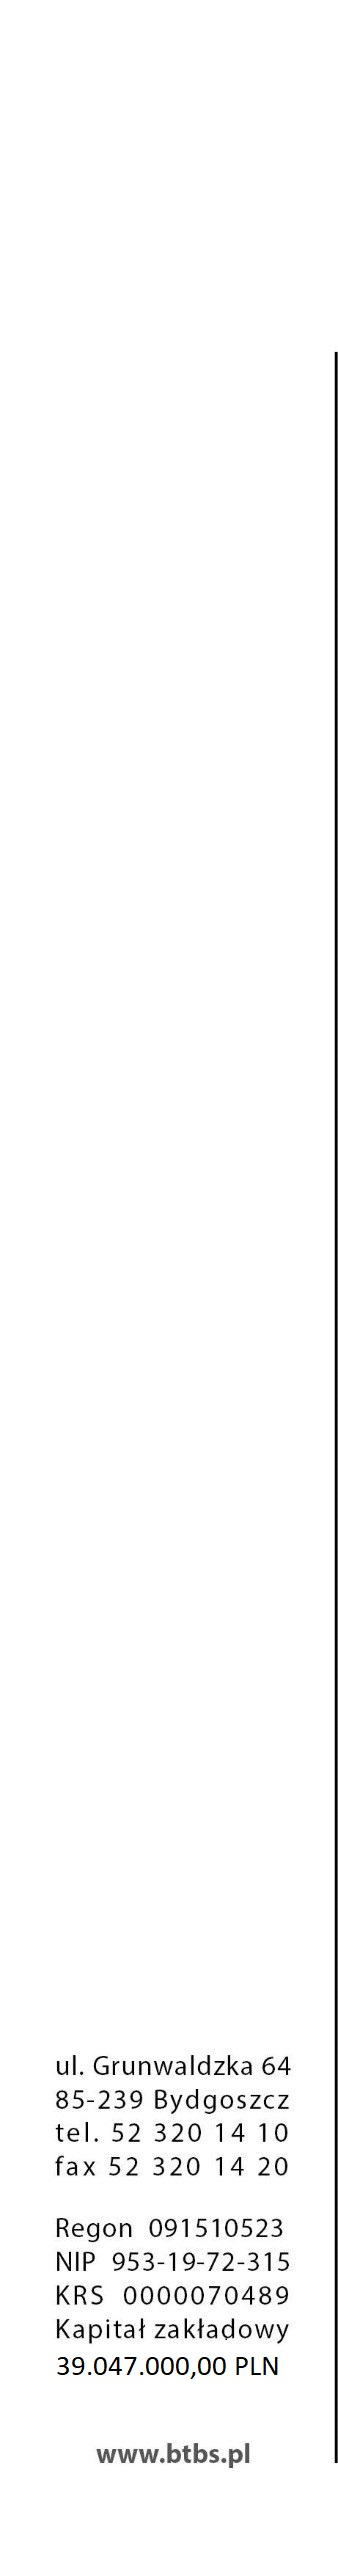 ul. Grunwaldzka 64
85-239 Bydgoszcz
tel. 52 320 14 10
fax 52 320 14 20
Regon 091510523
NIP 953-19-72-315
KRS 0000070489
Kapitał zakładowy
39.047.000,00 PLN
www.btbs.pl